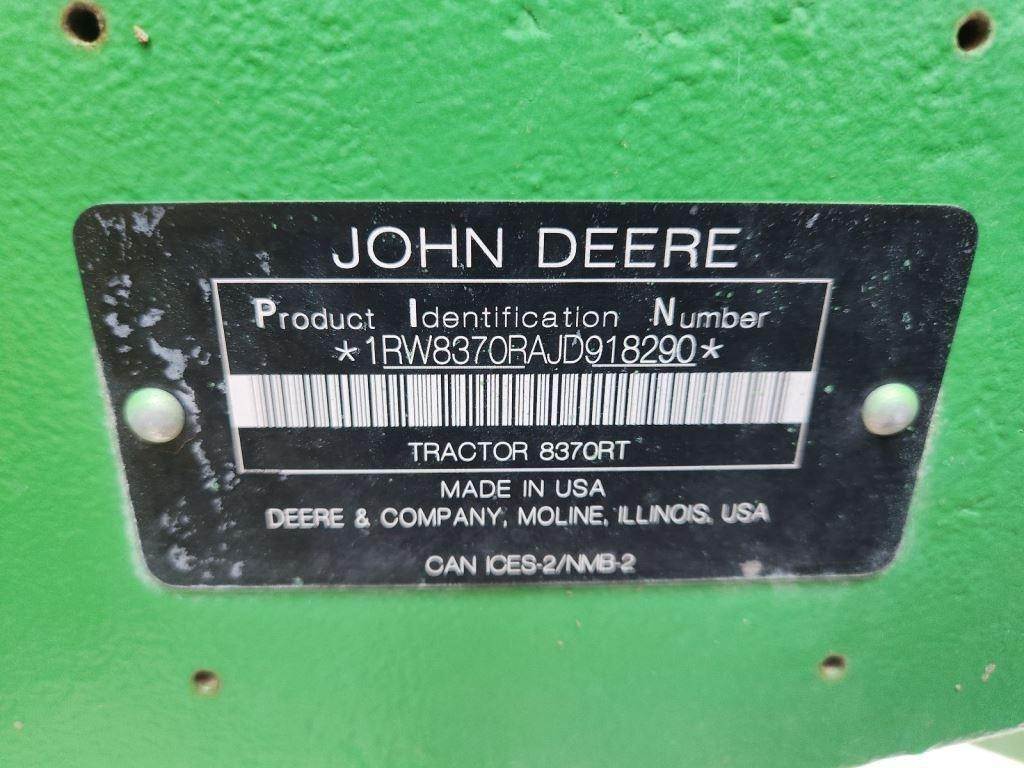 JOHN DEERE
Product Identification Number
*1RW8370RAJD918290*
TRACTOR 8370RT
MADE IN USA
DEERE & COMPANY, MOLINE, ILLINOIS, USA
CAN ICES-2/NMB-2